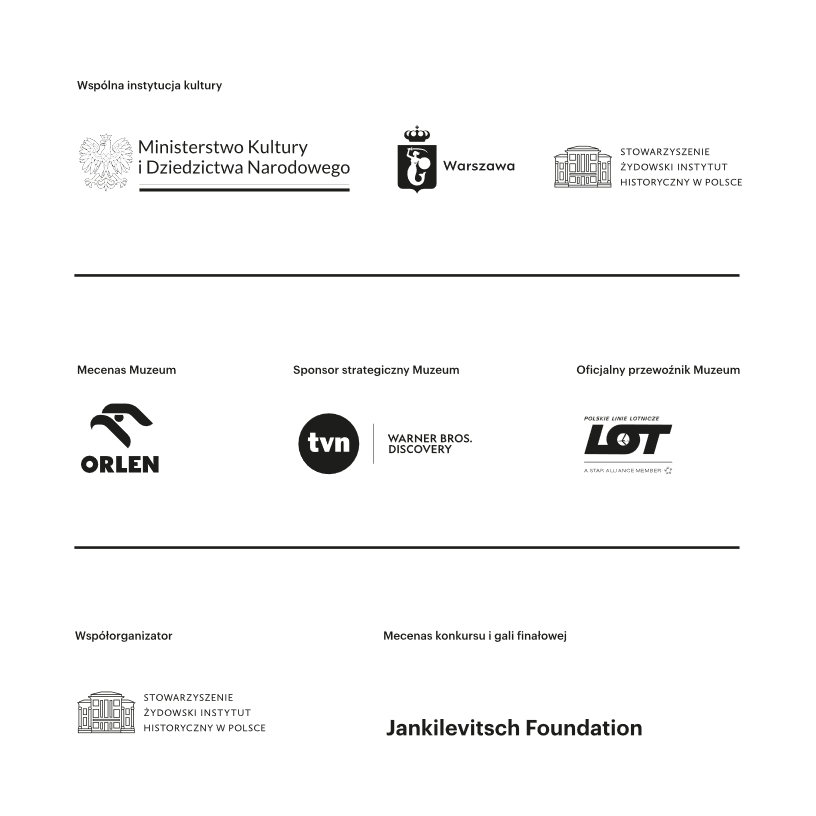 Wspólna instytucja kultury
Ministerstwo Kultury
i Dziedzictwa Narodowego
Warszawa
STOWARZYSZENIE
ŻYDOWSKI INSTYTUT
HISTORYCZNY W POLSCE
Mecenas Muzeum
Sponsor strategiczny Muzeum
Oficjalny przewoźnik Muzeum
ORLEN
tvn
WARNER BROS.
DISCOVERY
POLSKIE LINIE LOTNICZE
LOT
A STAR ALLIANCE MEMBER
Współorganizator
Mecenas konkursu i gali finałowej
STOWARZYSZENIE
ŻYDOWSKI INSTYTUT
HISTORYCZNY W POLSCE
Jankilevitsch Foundation